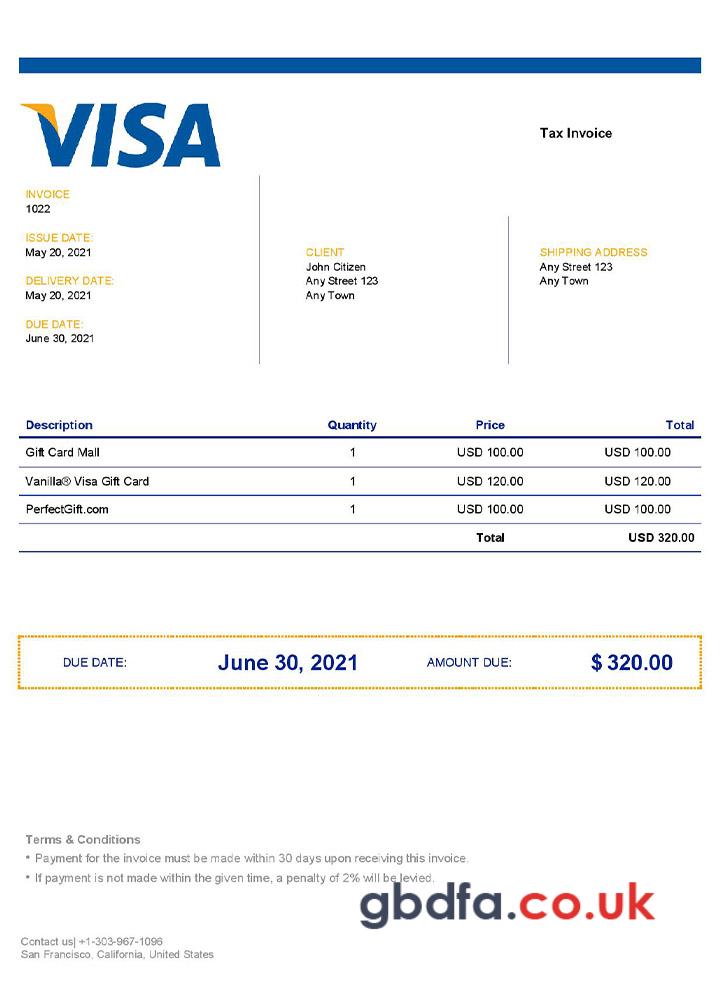 VISA
Tax Invoice
INVOICE
1022
ISSUE DATE:
May 20, 2021
DELIVERY DATE:
May 20, 2021
DUE DATE:
June 30, 2021
CLIENT
John Citizen
Any Street 123
Any Town
SHIPPING ADDRESS
Any Street 123
Any Town
Description Quantity Price Total
Gift Card Mall 1 USD 100.00 USD 100.00
Vanilla® Visa Gift Card 1 USD 120.00 USD 120.00
PerfectGift.com 1 USD 100.00 USD 100.00
Total USD 320.00
DUE DATE: June 30, 2021 AMOUNT DUE: $ 320.00
Terms & Conditions
• Payment for the invoice must be made within 30 days upon receiving this invoice.
• If payment is not made within the given time, a penalty of 2% will be levied.
gbdfa.co.uk
Contact us| +1-303-967-1096
San Francisco, California, United States